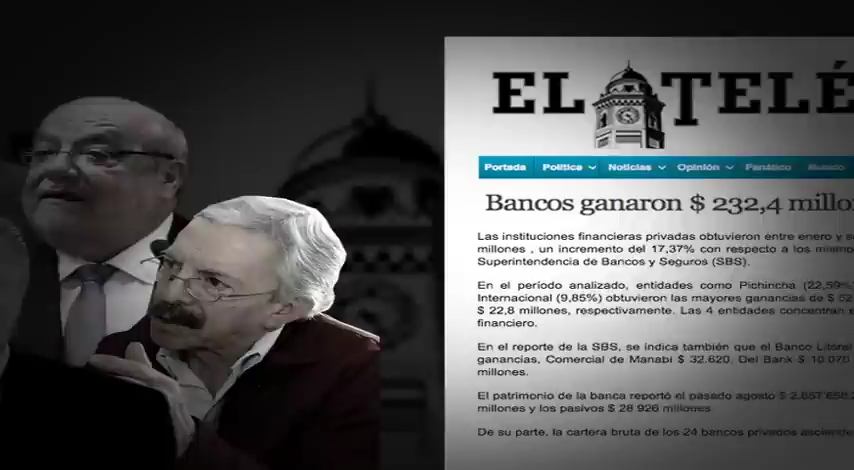 EL TELÉ
Portada Política Noticias Opinión Fanático Mundo
Bancos ganaron $ 232,4 millo
Las instituciones financieras privadas obtuvieron entre enero y s
millones , un incremento del 17,37% con respecto a los mismo
Superintendencia de Bancos y Seguros (SBS).
En el período analizado, entidades como Pichincha (22,59%)
Internacional (9,85%) obtuvieron las mayores ganancias de $ 52
$ 22,8 millones, respectivamente. Las 4 entidades concentran e
financiero.
En el reporte de la SBS, se indica también que el Banco Litoral
ganancias, Comercial de Manabí $ 32.620, Del Bank $ 10.070
millones.
El patrimonio de la banca reportó el pasado agosto $ 2.857'658.2
millones y los pasivos $ 28 926 millones
De su parte, la cartera bruta de los 24 bancos privados asciende